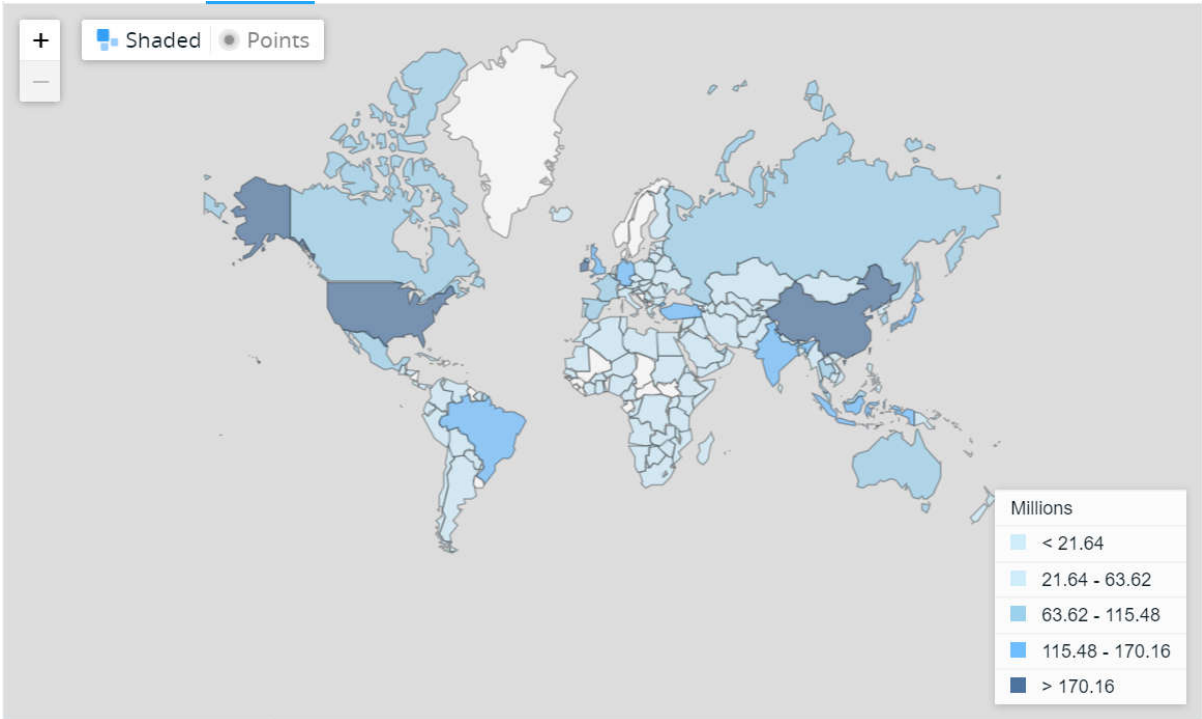 +
Shaded
Points
−
Millions
< 21.64
21.64 - 63.62
63.62 - 115.48
115.48 - 170.16
> 170.16